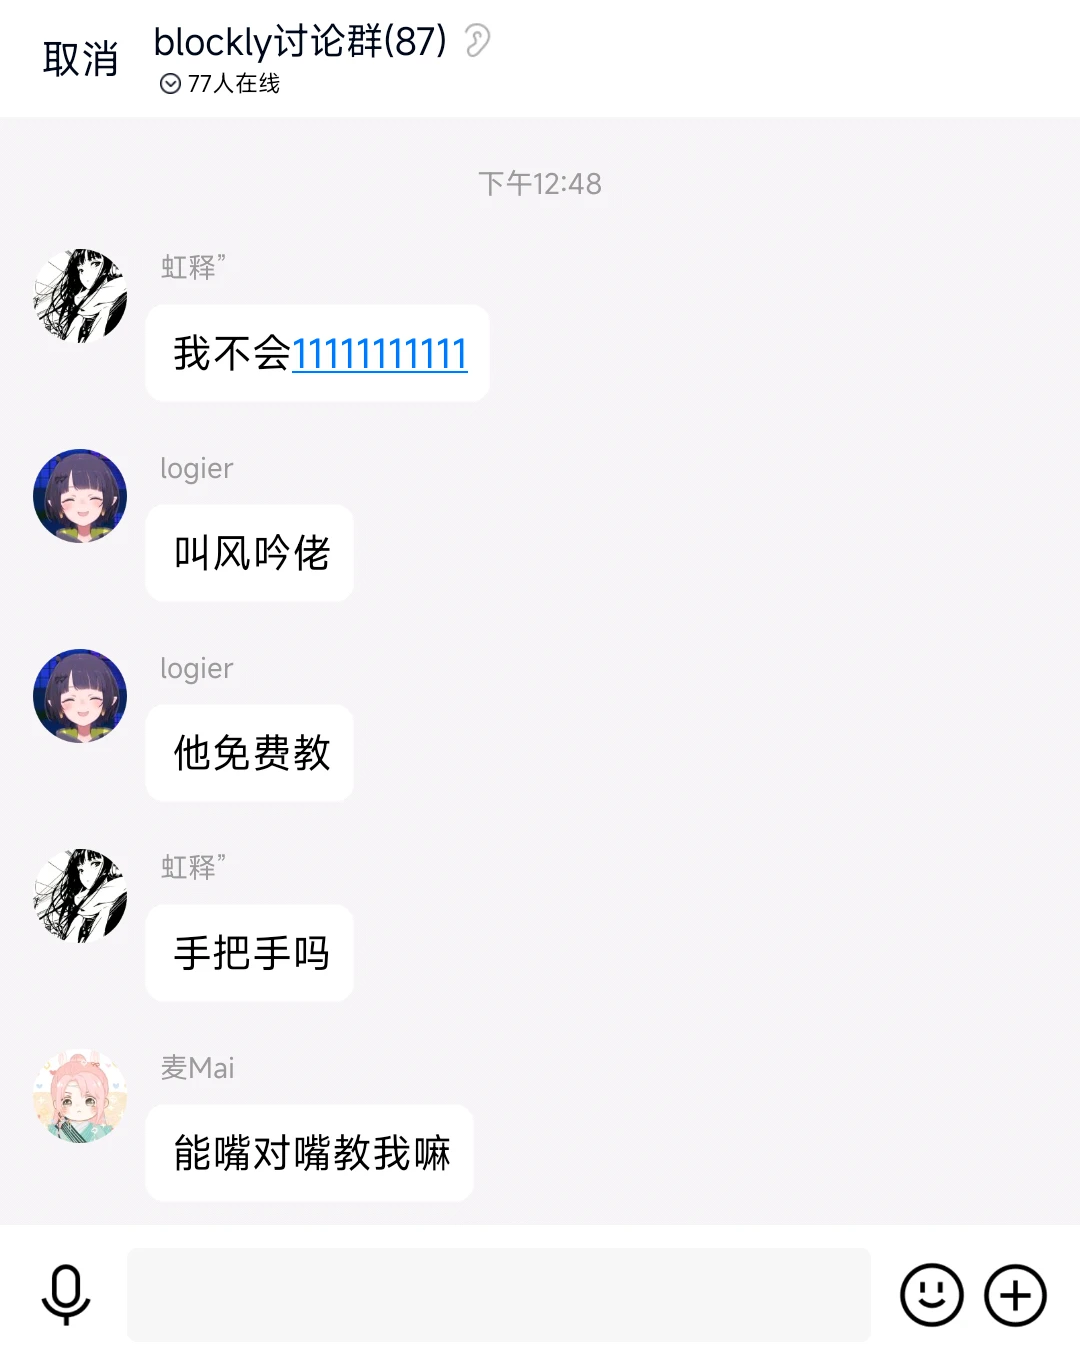 取消
blockly讨论群(87)
77人在线
下午12:48
虹释”
我不会11111111111
logier
叫风吟佬
logier
他免费教
虹释”
手把手吗
麦Mai
能嘴对嘴教我嘛